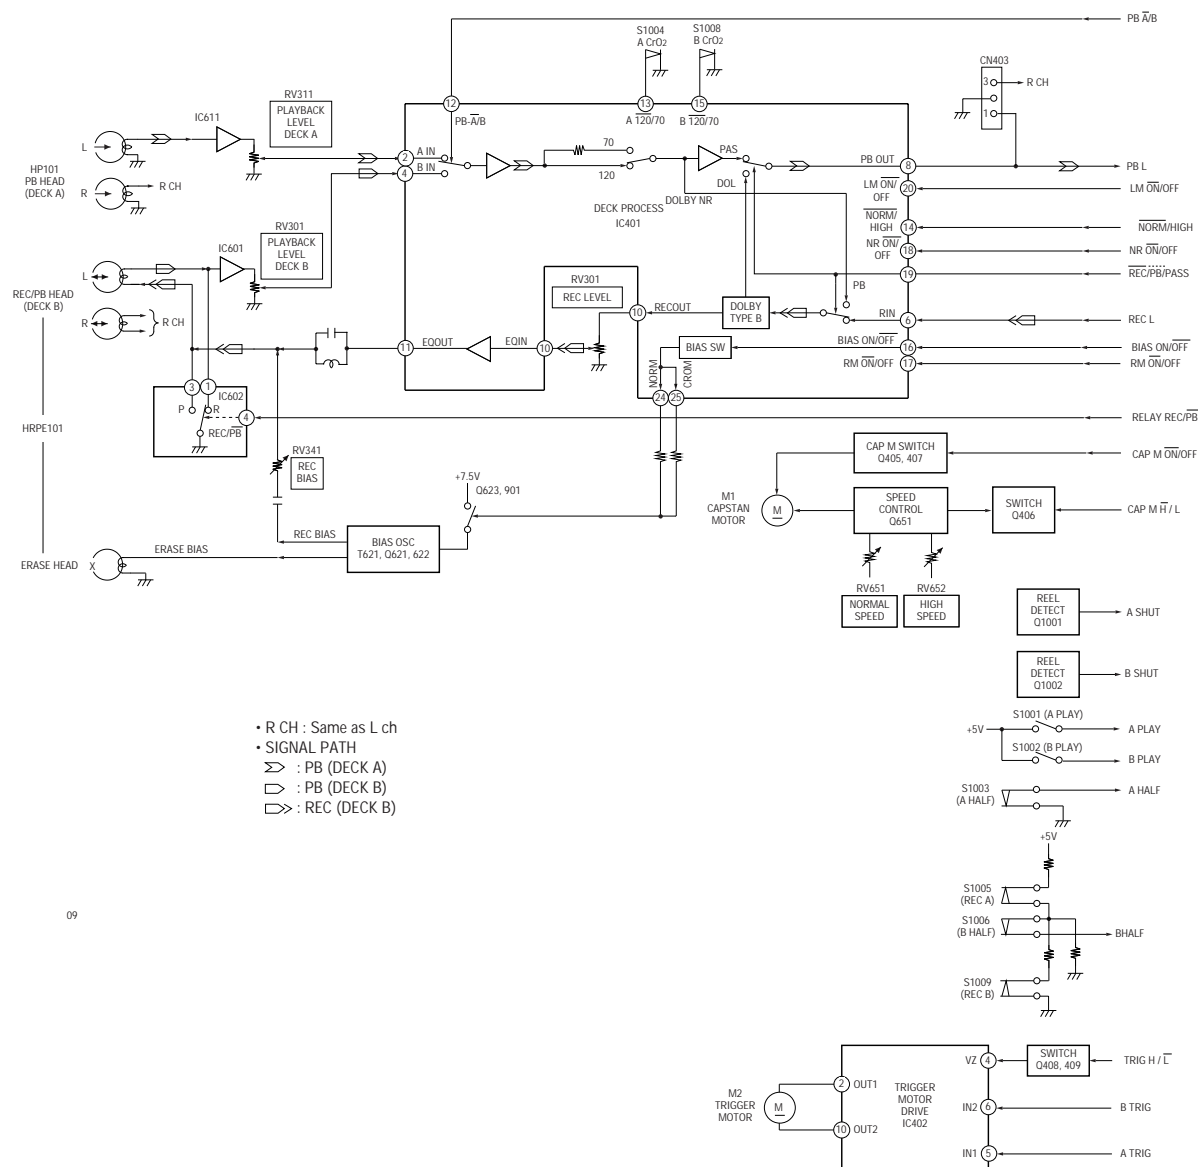 PB A/B
S1004
A CrO2
S1008
B CrO2
CN403
3
R CH
1
RV311
PLAYBACK
LEVEL
DECK A
IC611
12
PB-A/B
13
A 120/70
15
B 120/70
L
HP101
PB HEAD
(DECK A)
R
R CH
2
A IN
4
B IN
70
120
PAS
DOL
DOLBY NR
DECK PROCESS
IC401
PB OUT
8
PB L
LM ON/
OFF
20
LM ON/OFF
NORM/
HIGH
14
NORM/HIGH
NR ON/
OFF
18
NR ON/OFF
19
REC/PB/PASS
PB
RV301
PLAYBACK
LEVEL
DECK B
IC601
L
REC/PB HEAD
(DECK B)
R
R CH
RV301
REC LEVEL
10
RECOUT
DOLBY
TYPE B
RIN
6
REC L
11
EQOUT
EQIN
10
BIAS SW
BIAS ON/OFF
16
BIAS ON/OFF
RM ON/OFF
17
RM ON/OFF
NORM
CROM
24
25
3
1
IC602
P
R
4
REC/PB
RELAY REC/PB
HRPE101
RV341
REC
BIAS
+7.5V
Q623, 901
CAP M SWITCH
Q405, 407
CAP M ON/OFF
M1
CAPSTAN
MOTOR
M
SPEED
CONTROL
Q651
SWITCH
Q406
CAP M H / L
REC BIAS
BIAS OSC
T621, Q621, 622
ERASE BIAS
ERASE HEAD
X
RV651
NORMAL
SPEED
RV652
HIGH
SPEED
REEL
DETECT
Q1001
A SHUT
REEL
DETECT
Q1002
B SHUT
S1001 (A PLAY)
+5V
A PLAY
S1002 (B PLAY)
B PLAY
• R CH : Same as L ch
• SIGNAL PATH
: PB (DECK A)
: PB (DECK B)
: REC (DECK B)
S1003
(A HALF)
A HALF
+5V
S1005
(REC A)
S1006
(B HALF)
BHALF
S1009
(REC B)
09
VZ
4
SWITCH
Q408, 409
TRIG H / L
M2
TRIGGER
MOTOR
M
2
OUT1
10
OUT2
TRIGGER
MOTOR
DRIVE
IC402
IN2
6
B TRIG
IN1
5
A TRIG